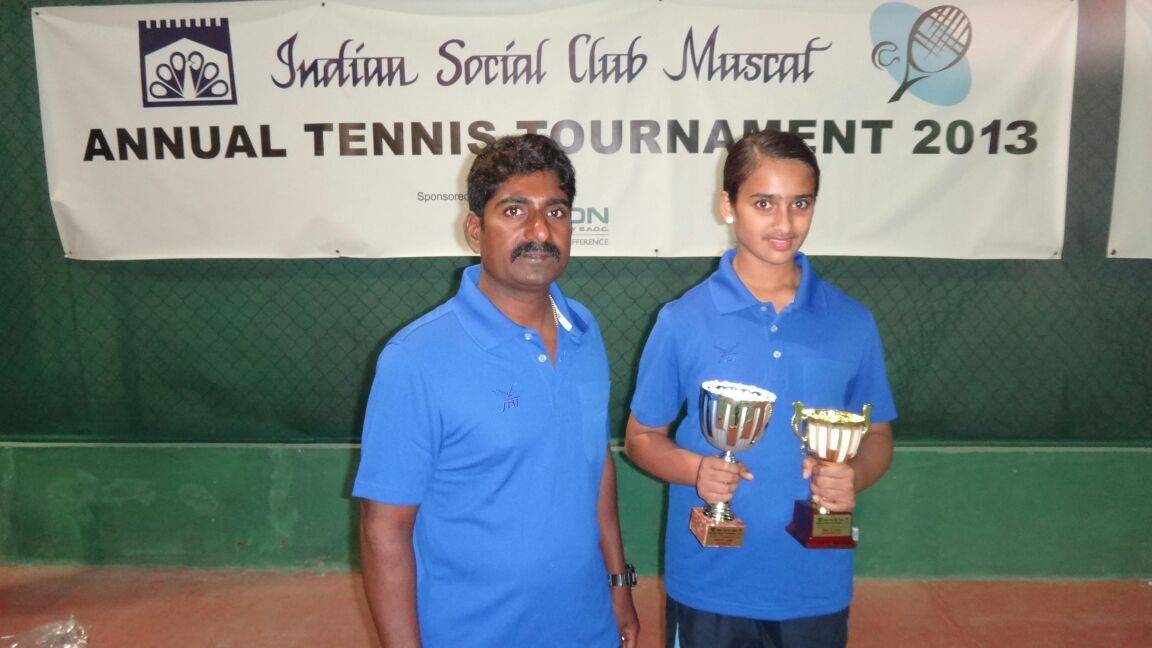 Indian Social Club Muscat
ANNUAL TENNIS TOURNAMENT 2013
Sponsored
S.A.O.G.